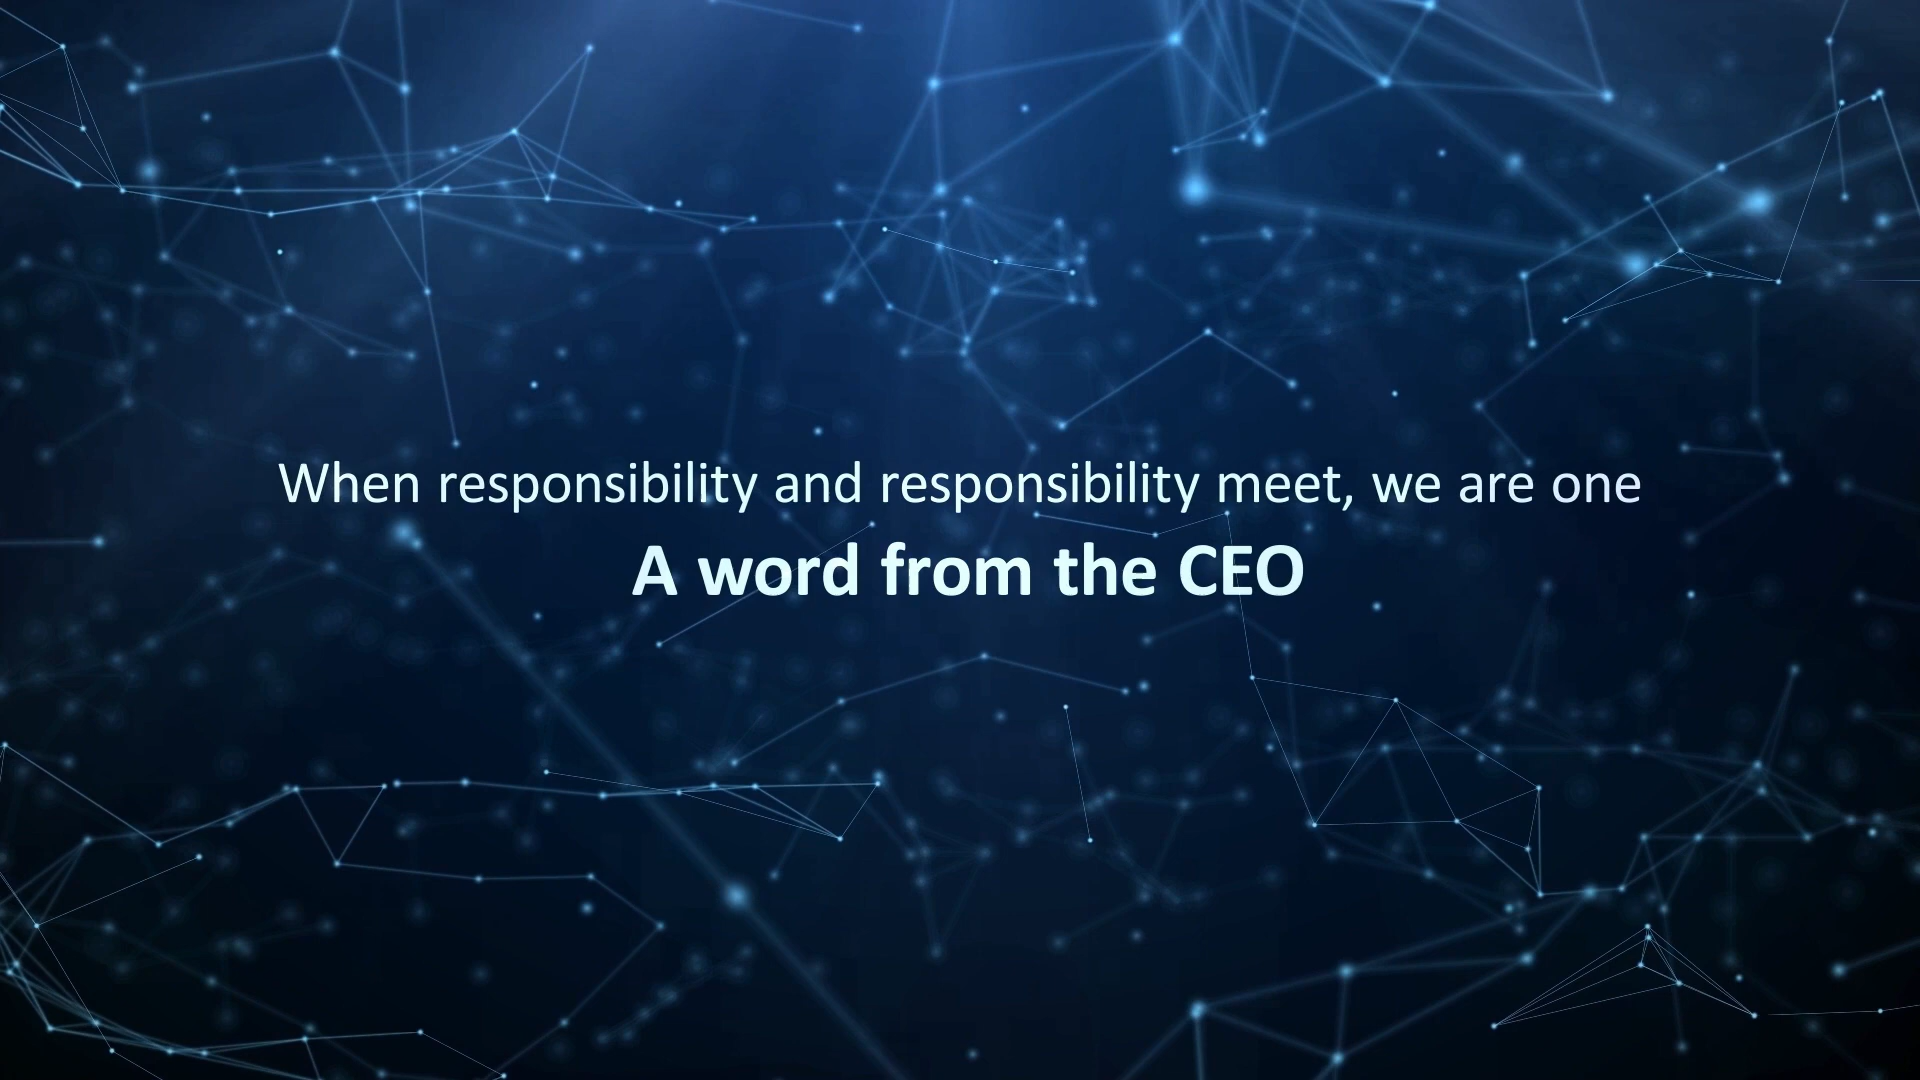 When responsibility and responsibility meet, we are one
A word from the CEO